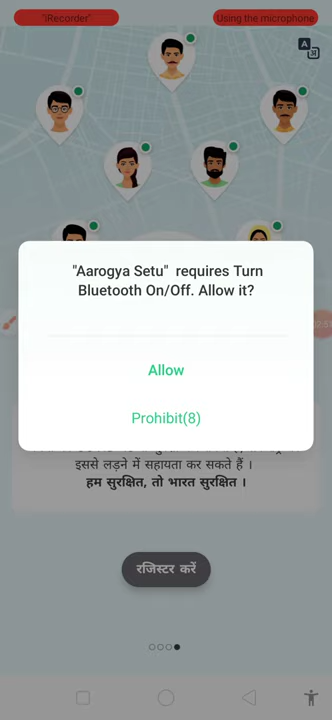 "iRecorder"
Using the microphone
"Aarogya Setu" requires Turn
Bluetooth On/Off. Allow it?
Allow
Prohibit(8)
इससे लड़ने में सहायता कर सकते हैं ।
हम सुरक्षित, तो भारत सुरक्षित ।
रजिस्टर करें